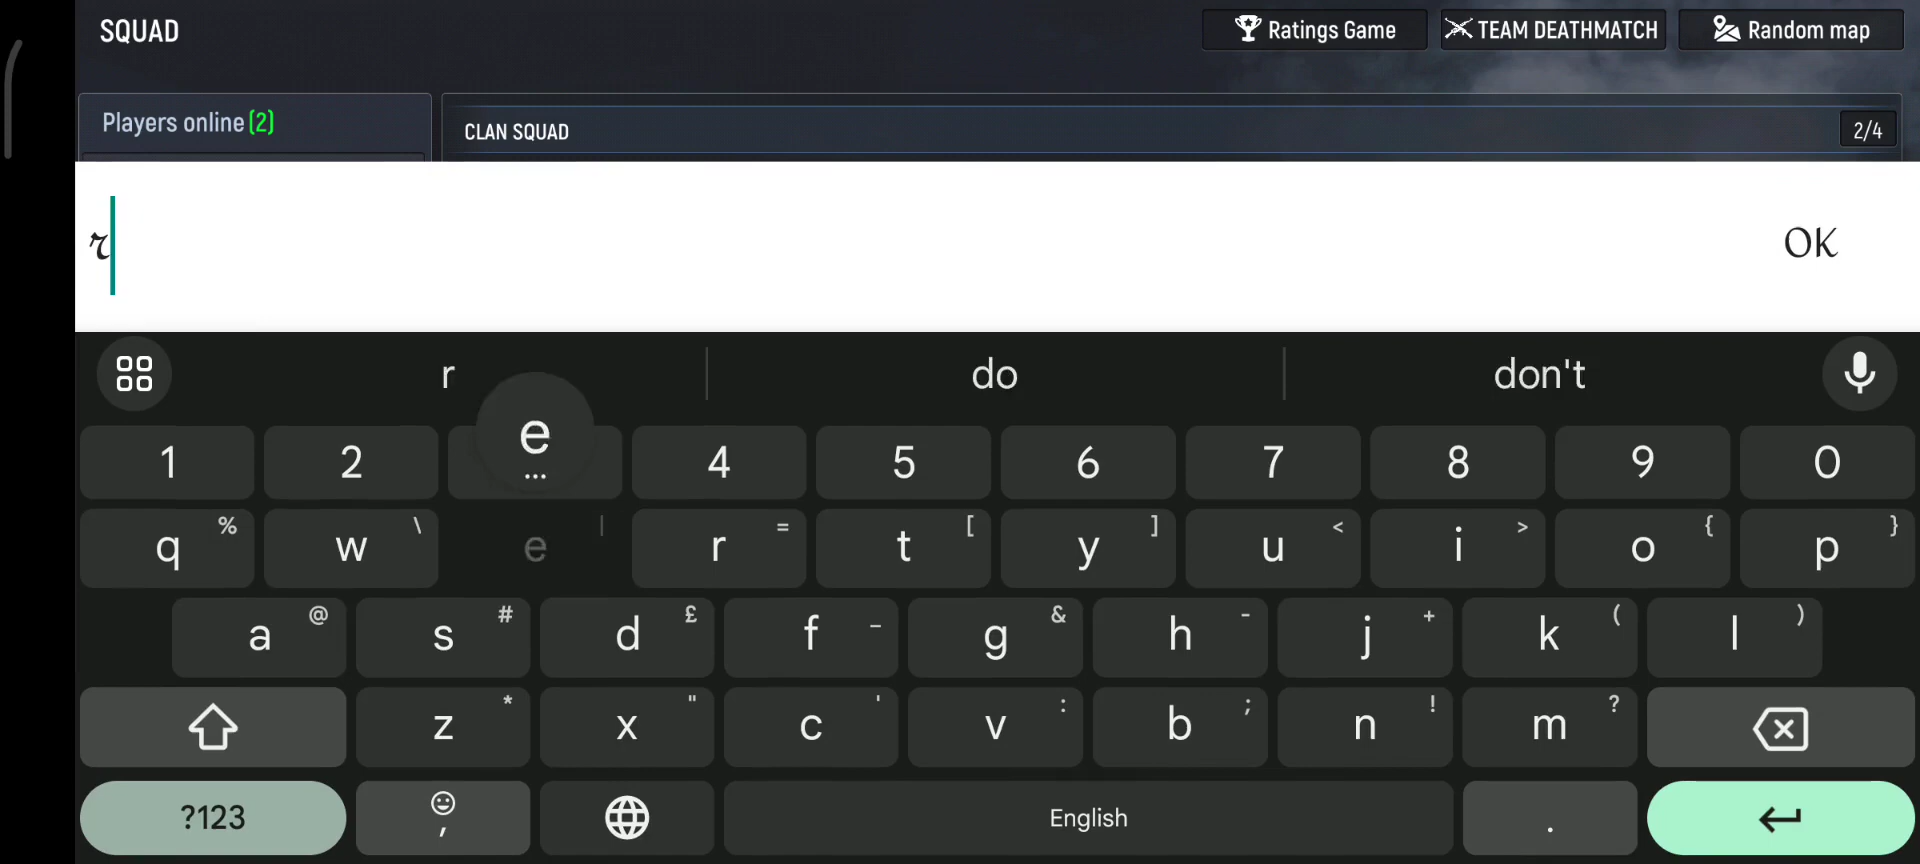 SQUAD
Ratings Game
TEAM DEATHMATCH
Random map
Players online (2)
CLAN SQUAD
2/4
r
OK
r do don't
e
...
1 2 4 5 6 7 8 9 0
q % w \ e | r = t [ y ] u < i > o { p }
a @ s # d £ f _ g & h - j + k ( l )
z * x " c ' v : b ; n ! m ?
?123 , English .